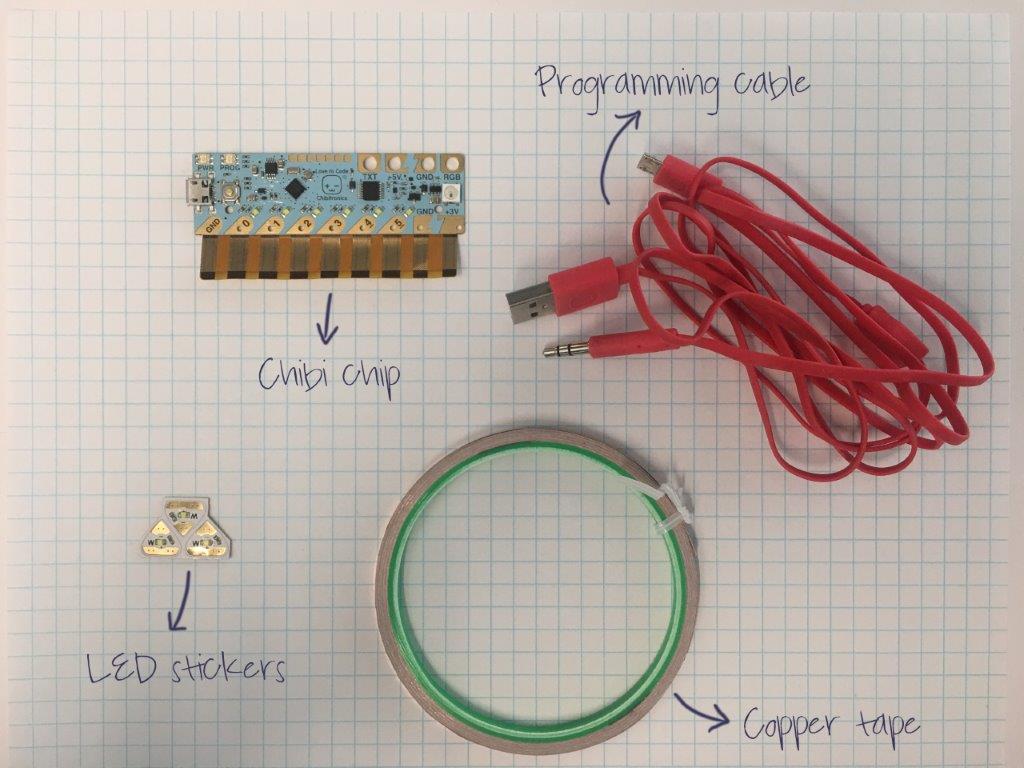 Programming cable
PWR PROG
Love to Code
TXT +5V GND RGB
Chibitronics
GND +3V
GND 0 1 2 3 4 5
Chibi chip
LED stickers
Copper tape